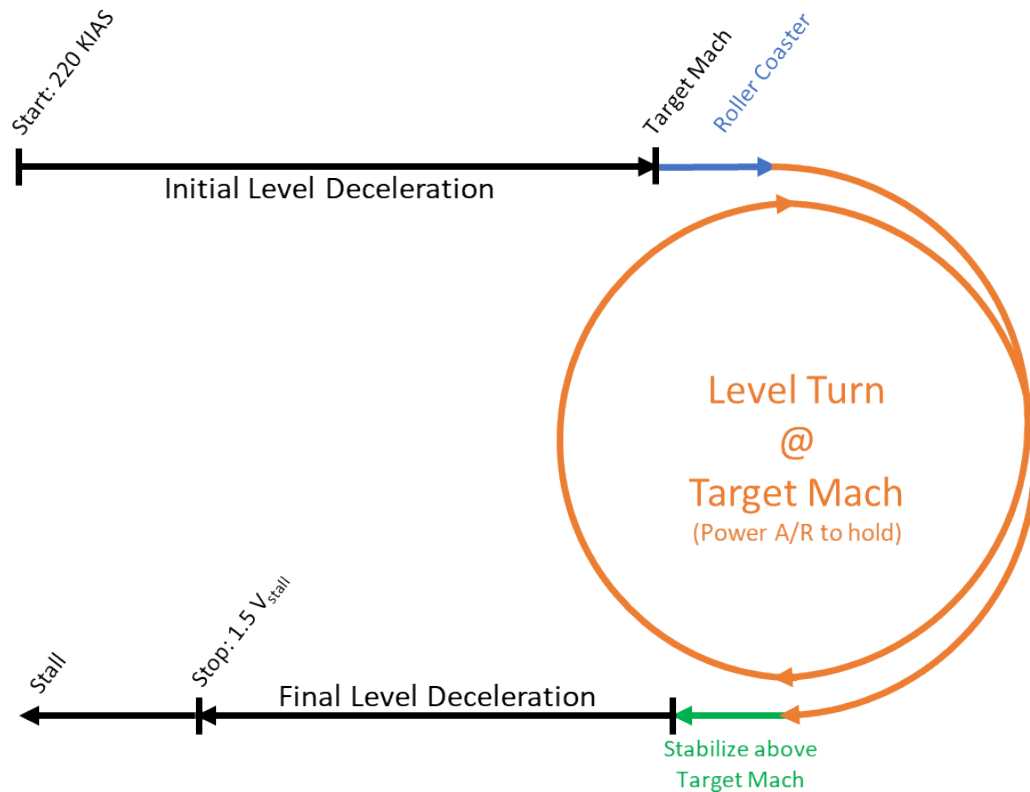 Start: 220 KIAS
Target Mach
Roller Coaster
Initial Level Deceleration
Level Turn
@
Target Mach
(Power A/R to hold)
Stall
Stop: 1.5 Vstall
Final Level Deceleration
Stabilize above
Target Mach